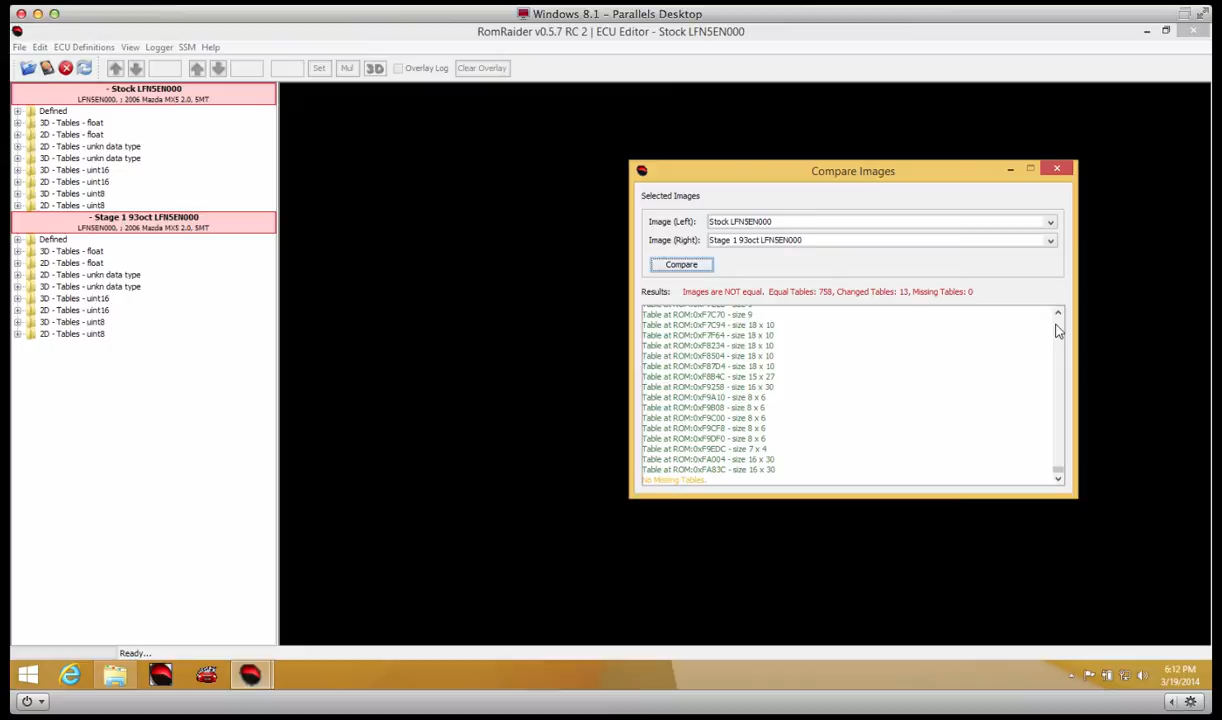 Windows 8.1 - Parallels Desktop
RomRaider v0.5.7 RC 2 | ECU Editor - Stock LFN5EN000
File Edit ECU Definitions View Logger SSM Help
Set Mul 3D Overlay Log Clear Overlay
- Stock LFN5EN000
LFN5EN000, ; 2006 Mazda MX5 2.0, 5MT
Defined
3D - Tables - float
2D - Tables - float
2D - Tables - unkn data type
3D - Tables - unkn data type
3D - Tables - uint16
2D - Tables - uint16
3D - Tables - uint8
2D - Tables - uint8
- Stage 1 93oct LFN5EN000
LFN5EN000, ; 2006 Mazda MX5 2.0, 5MT
Defined
3D - Tables - float
2D - Tables - float
2D - Tables - unkn data type
3D - Tables - unkn data type
3D - Tables - uint16
2D - Tables - uint16
3D - Tables - uint8
2D - Tables - uint8
Compare Images
Selected Images
Image (Left): Stock LFN5EN000
Image (Right): Stage 1 93oct LFN5EN000
Compare
Results: Images are NOT equal. Equal Tables: 758, Changed Tables: 13, Missing Tables: 0
Table at ROM:0xF7C70 - size 9
Table at ROM:0xF7C94 - size 18 x 10
Table at ROM:0xF7F64 - size 18 x 10
Table at ROM:0xF8234 - size 18 x 10
Table at ROM:0xF8504 - size 18 x 10
Table at ROM:0xF87D4 - size 18 x 10
Table at ROM:0xF8B4C - size 15 x 27
Table at ROM:0xF9258 - size 16 x 30
Table at ROM:0xF9A10 - size 8 x 6
Table at ROM:0xF9B08 - size 8 x 6
Table at ROM:0xF9C00 - size 8 x 6
Table at ROM:0xF9CF8 - size 8 x 6
Table at ROM:0xF9DF0 - size 8 x 6
Table at ROM:0xF9EDC - size 7 x 4
Table at ROM:0xFA004 - size 16 x 30
Table at ROM:0xFA83C - size 16 x 30
No Missing Tables.
Ready...
6:12 PM
3/19/2014